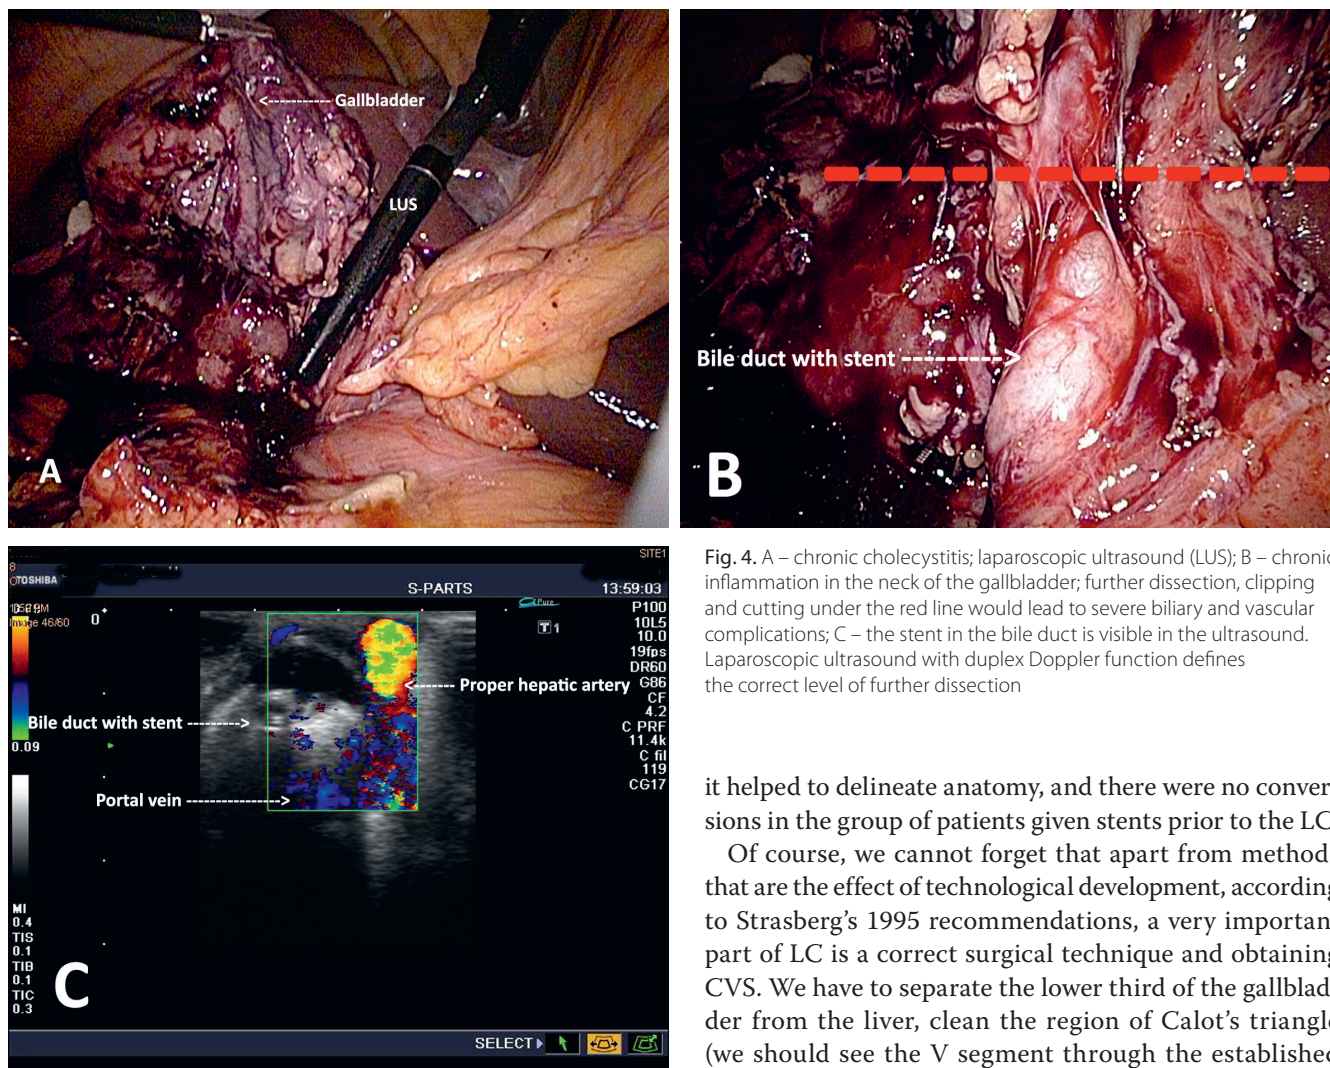 Gallbladder
LUS
A
Bile duct with stent
B
SITE1
TOSHIBA
S-PARTS
13:59:03
Image 46/60
0
Pure
T 1
P100
10L5
10.0
19fps
DR60
G86
CF
4.2
C PRF
11.4k
C fil
119
CG17
Proper hepatic artery
Bile duct with stent
0.09
Portal vein
MI
0.4
TIS
0.1
TIB
0.1
TIC
0.3
C
SELECT
Fig. 4. A – chronic cholecystitis; laparoscopic ultrasound (LUS); B – chronic
inflammation in the neck of the gallbladder; further dissection, clipping
and cutting under the red line would lead to severe biliary and vascular
complications; C – the stent in the bile duct is visible in the ultrasound.
Laparoscopic ultrasound with duplex Doppler function defines
the correct level of further dissection
it helped to delineate anatomy, and there were no conver
sions in the group of patients given stents prior to the LC
Of course, we cannot forget that apart from method
that are the effect of technological development, according
to Strasberg’s 1995 recommendations, a very importan
part of LC is a correct surgical technique and obtaining
CVS. We have to separate the lower third of the gallblad
der from the liver, clean the region of Calot’s triangle
(we should see the V segment through the established